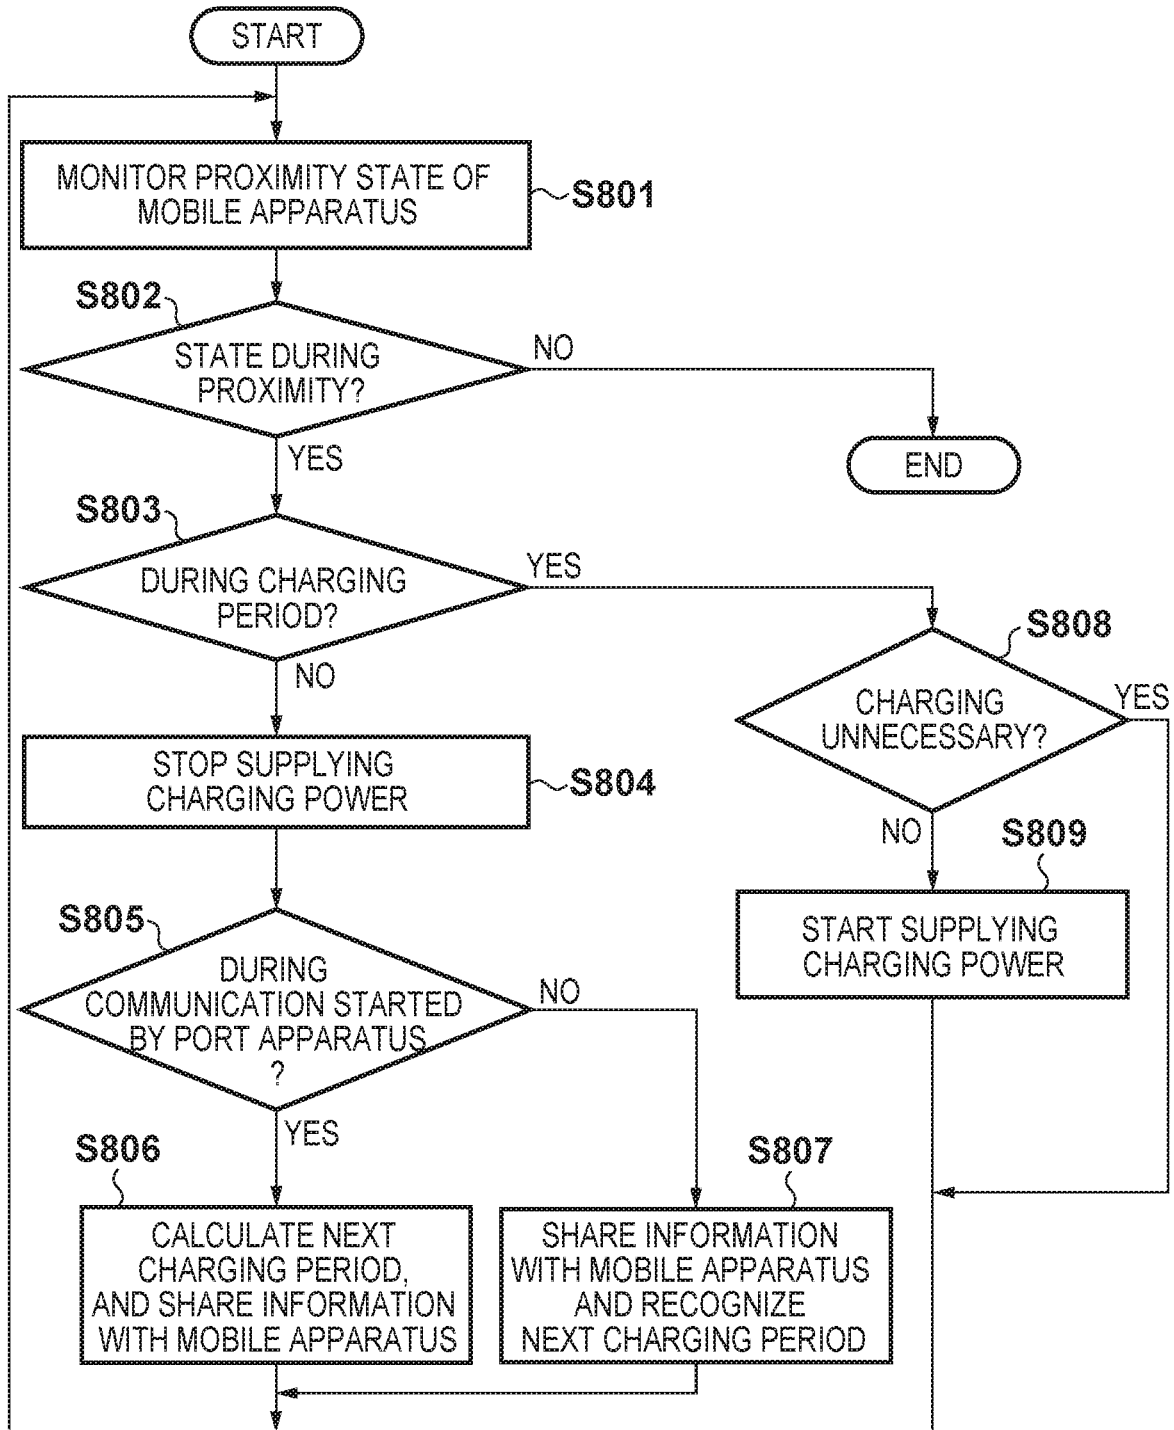 START
MONITOR PROXIMITY STATE OF
MOBILE APPARATUS
S801
S802
STATE DURING
PROXIMITY?
NO
YES
END
S803
DURING CHARGING
PERIOD?
YES
NO
S808
CHARGING
UNNECESSARY?
YES
NO
STOP SUPPLYING
CHARGING POWER
S804
S809
START SUPPLYING
CHARGING POWER
S805
DURING
COMMUNICATION STARTED
BY PORT APPARATUS
?
NO
YES
S806
CALCULATE NEXT
CHARGING PERIOD,
AND SHARE INFORMATION
WITH MOBILE APPARATUS
S807
SHARE INFORMATION
WITH MOBILE APPARATUS
AND RECOGNIZE
NEXT CHARGING PERIOD